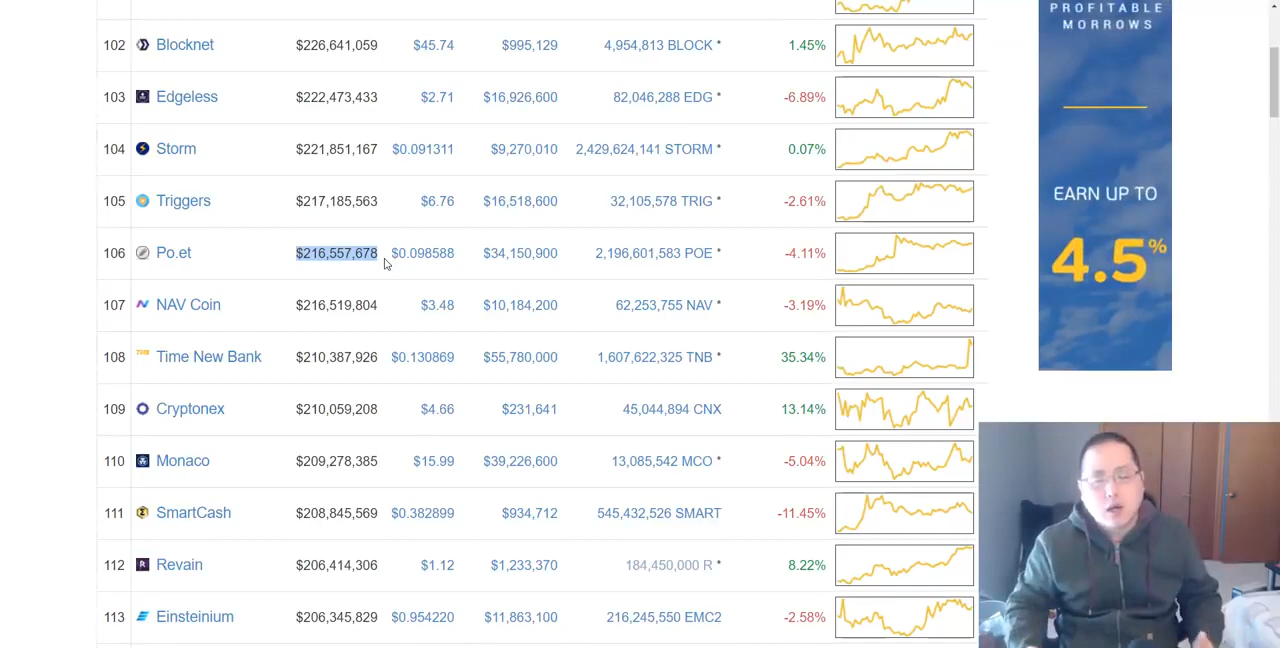 PROFITABLE
MORROWS
102 Blocknet $226,641,059 $45.74 $995,129 4,954,813 BLOCK * 1.45%
103 Edgeless $222,473,433 $2.71 $16,926,600 82,046,288 EDG * -6.89%
104 Storm $221,851,167 $0.091311 $9,270,010 2,429,624,141 STORM * 0.07%
EARN UP TO
105 Triggers $217,185,563 $6.76 $16,518,600 32,105,578 TRIG * -2.61%
4.5%
106 Po.et $216,557,678 $0.098588 $34,150,900 2,196,601,583 POE * -4.11%
107 NAV Coin $216,519,804 $3.48 $10,184,200 62,253,755 NAV * -3.19%
108 Time New Bank $210,387,926 $0.130869 $55,780,000 1,607,622,325 TNB * 35.34%
109 Cryptonex $210,059,208 $4.66 $231,641 45,044,894 CNX 13.14%
110 Monaco $209,278,385 $15.99 $39,226,600 13,085,542 MCO * -5.04%
111 SmartCash $208,845,569 $0.382899 $934,712 545,432,526 SMART -11.45%
112 Revain $206,414,306 $1.12 $1,233,370 184,450,000 R * 8.22%
113 Einsteinium $206,345,829 $0.954220 $11,863,100 216,245,550 EMC2 -2.58%